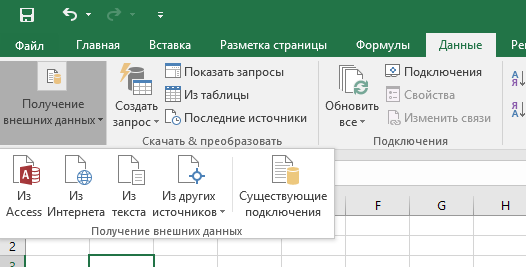 Файл Главная Вставка Разметка страницы Формулы Данные
Получение внешних данных
Создать запрос
Показать запросы
Из таблицы
Последние источники
Скачать & преобразовать
Обновить все
Подключения
Свойства
Изменить связи
Подключения
Из Access
Из Интернета
Из текста
Из других источников
Существующие подключения
Получение внешних данных
F G H
2
3